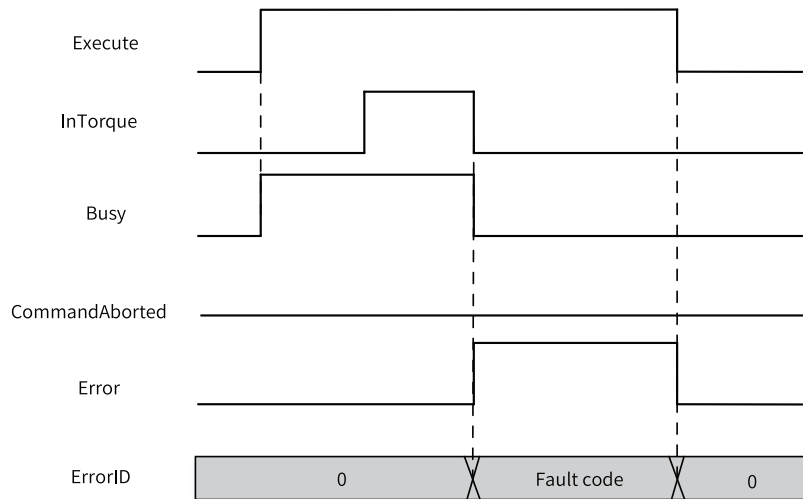 Execute
InTorque
Busy
CommandAborted
Error
ErrorID
0
Fault code
0